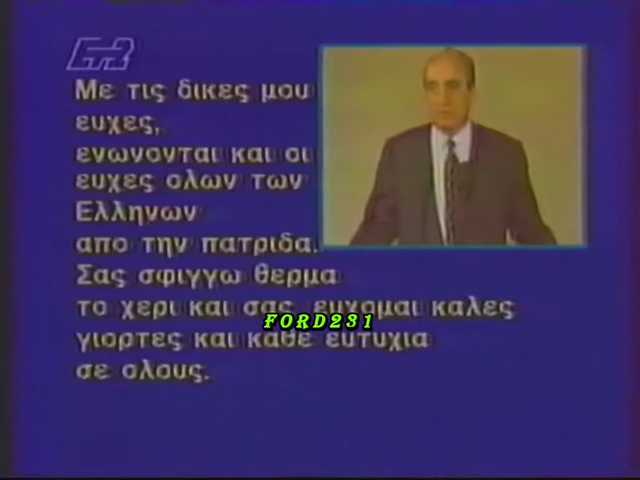 ΕΤ2
Με τις δικες μου
ευχες,
ενωνονται και οι
ευχες ολων των
Ελληνων
απο την πατριδα.
Σας σφιγγω θερμα
το χερι και σας ευχομαι καλες
FORD231
γιορτες και καθε ευτυχια
σε ολους.